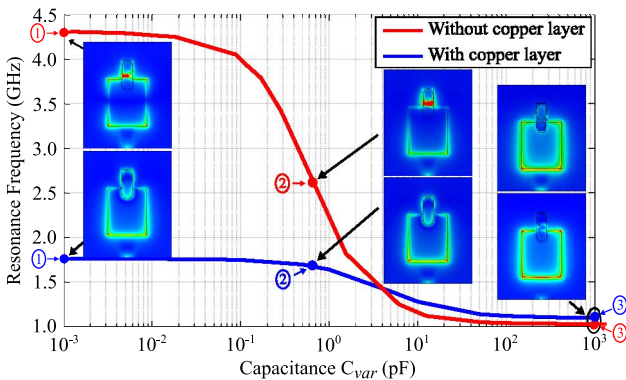 4.5
4.0
3.5
3.0
2.5
2.0
1.5
1.0
Resonance Frequency (GHz)
Without copper layer
With copper layer
①
②
①
②
③
③
10⁻³ 10⁻² 10⁻¹ 10⁰ 10¹ 10² 10³
Capacitance Cᵥₐᵣ (pF)